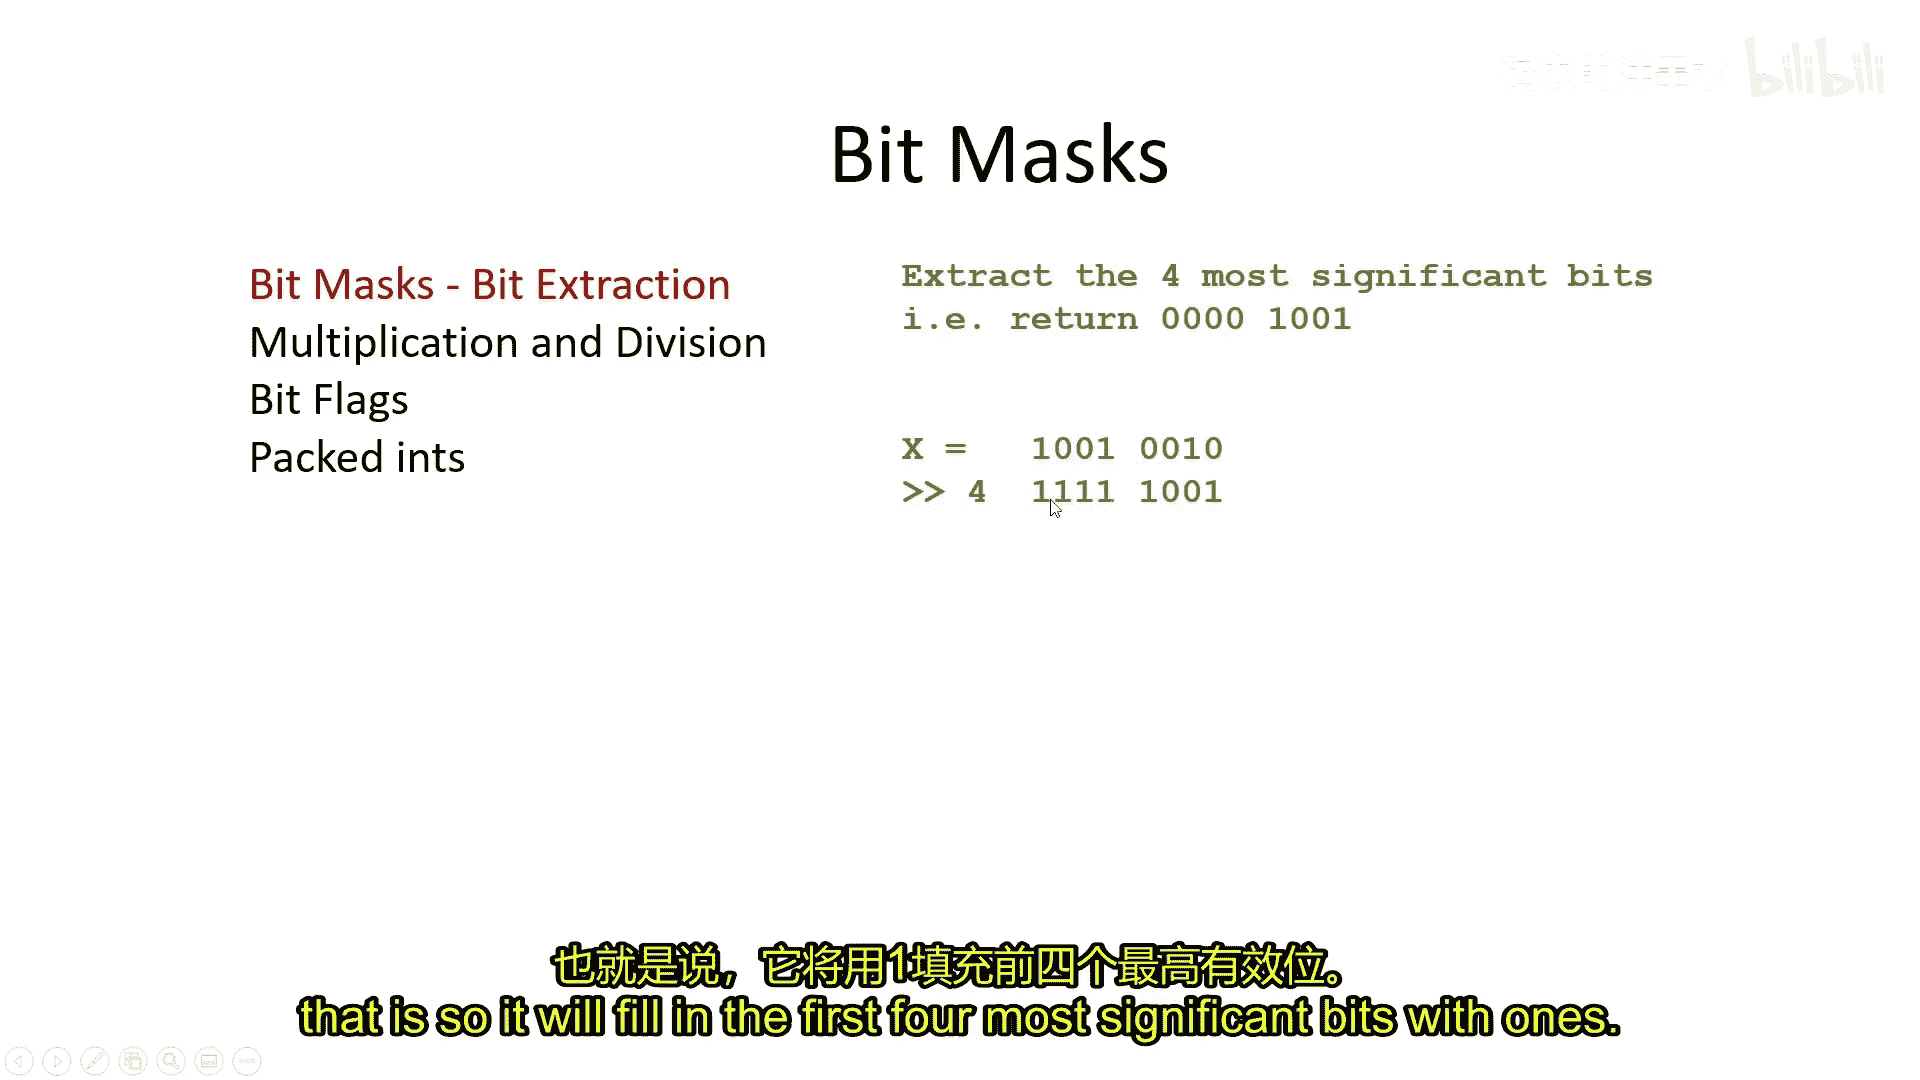 bilibili
Bit Masks
Bit Masks - Bit Extraction
Multiplication and Division
Bit Flags
Packed ints
Extract the 4 most significant bits
i.e. return 0000 1001
X = 1001 0010
>> 4 1111 1001
也就是说，它将用1填充前四个最高有效位。
that is so it will fill in the first four most significant bits with ones.